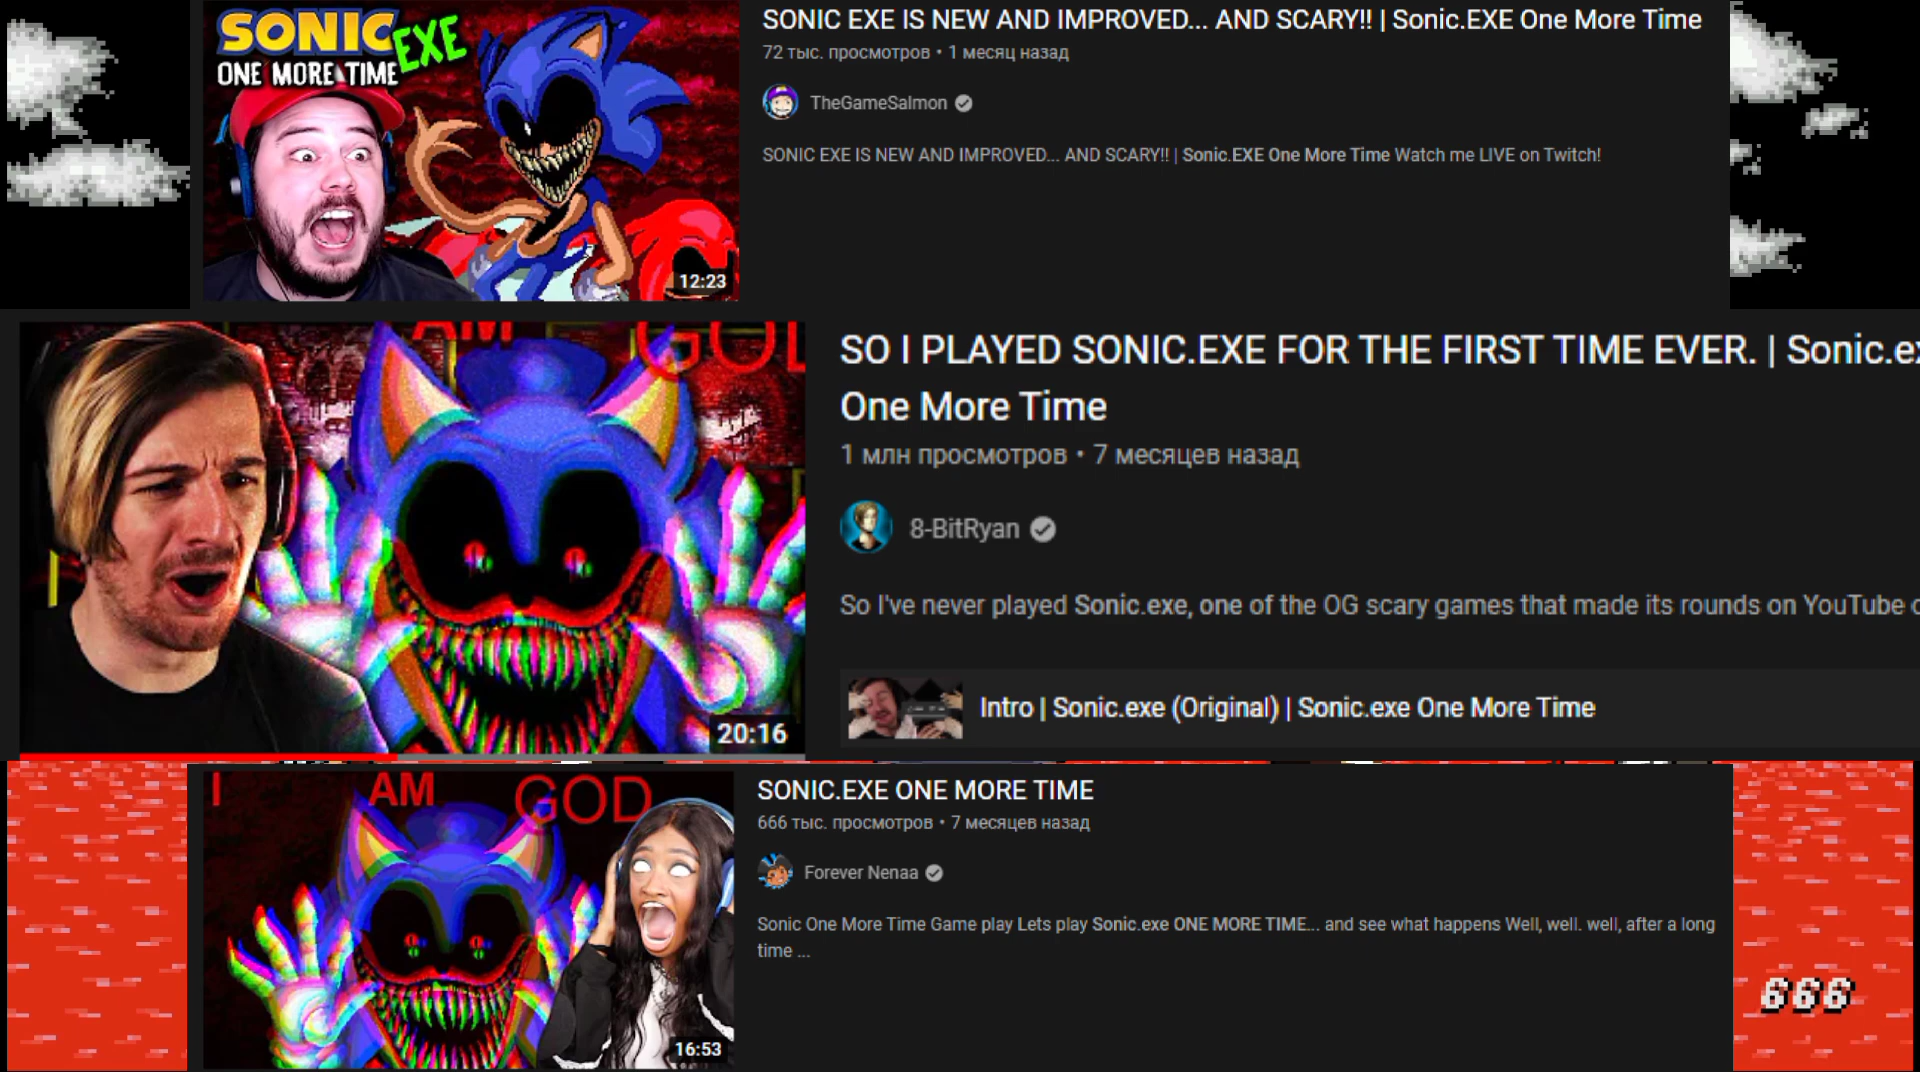 SONIC EXE
ONE MORE TIME
12:23
SONIC EXE IS NEW AND IMPROVED... AND SCARY!! | Sonic.EXE One More Time
72 тыс. просмотров • 1 месяц назад
TheGameSalmon
SONIC EXE IS NEW AND IMPROVED... AND SCARY!! | Sonic.EXE One More Time Watch me LIVE on Twitch!
AM GOD
20:16
SO I PLAYED SONIC.EXE FOR THE FIRST TIME EVER. | Sonic.ex
One More Time
1 млн просмотров • 7 месяцев назад
8-BitRyan
So I've never played Sonic.exe, one of the OG scary games that made its rounds on YouTube
Intro | Sonic.exe (Original) | Sonic.exe One More Time
I AM GOD
16:53
SONIC.EXE ONE MORE TIME
666 тыс. просмотров • 7 месяцев назад
Forever Nenaa
Sonic One More Time Game play Lets play Sonic.exe ONE MORE TIME... and see what happens Well, well. well, after a long
time ...
666